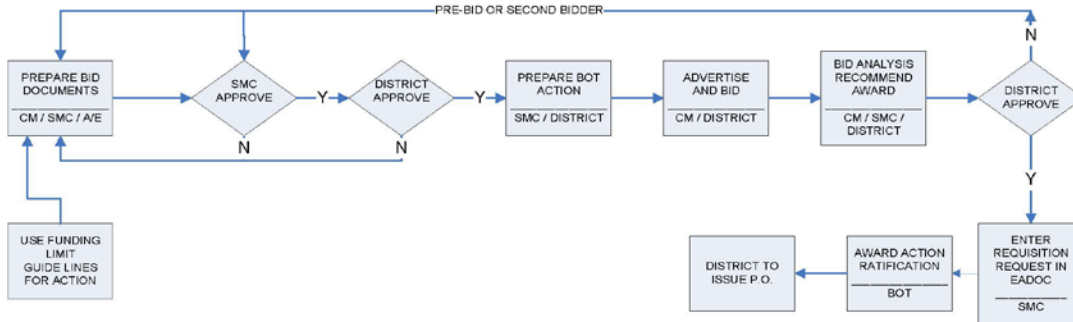 PRE-BID OR SECOND BIDDER
N
PREPARE BID
DOCUMENTS
CM / SMC / A/E
SMC
APPROVE
Y
DISTRICT
APPROVE
Y
PREPARE BOT
ACTION
SMC / DISTRICT
ADVERTISE
AND BID
CM / DISTRICT
BID ANALYSIS
RECOMMEND
AWARD
CM / SMC /
DISTRICT
DISTRICT
APPROVE
N
N
Y
USE FUNDING
LIMIT
GUIDE LINES
FOR ACTION
DISTRICT TO
ISSUE P.O.
AWARD ACTION
RATIFICATION
BOT
ENTER
REQUISITION
REQUEST IN
EADOC
SMC